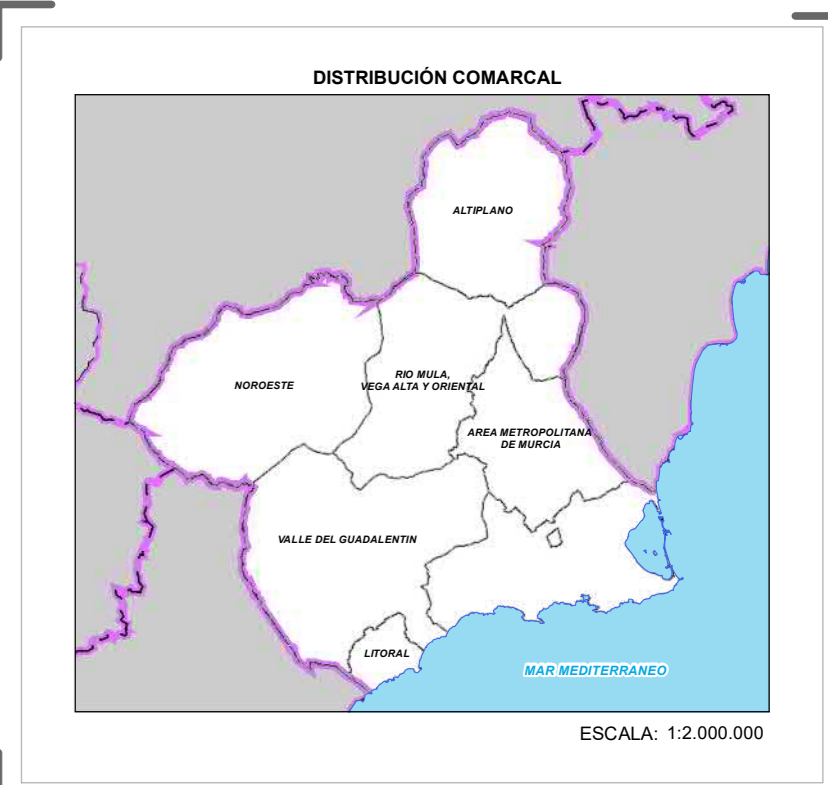 DISTRIBUCIÓN COMARCAL
ALTIPLANO
NOROESTE
RIO MULA,
VEGA ALTA Y ORIENTAL
AREA METROPOLITANA
DE MURCIA
VALLE DEL GUADALENTIN
LITORAL
MAR MEDITERRANEO
ESCALA: 1:2.000.000